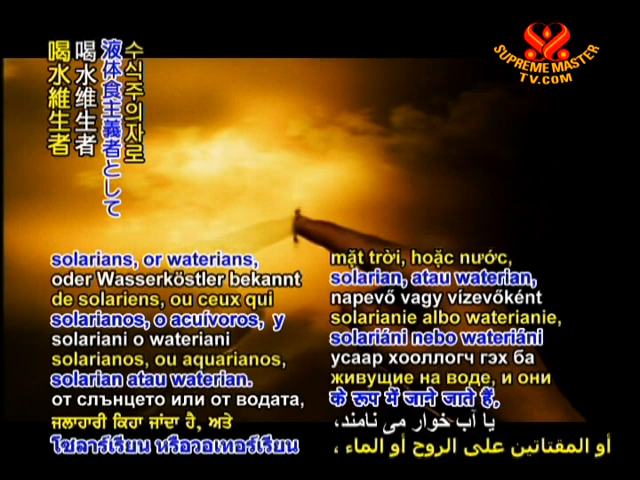 SUPREME MASTER
TV.COM
수식주의자로
液体食主義者として
喝水维生者
喝水維生者
solarians, or waterians,
oder Wasserköstler bekannt
de solariens, ou ceux qui
solarianos, o acuívoros, y
solariani o wateriani
solarianos, ou aquarianos,
solarian atau waterian.
от слънцето или от водата,
ਜਲਾਹਾਰੀ ਕਿਹਾ ਜਾਂਦਾ ਹੈ, ਅਤੇ
โซลาร์เรียน หรือวอเทอร์เรียน
mặt trời, hoặc nước,
solarian, atau waterian,
napevő vagy vízevőként
solarianie albo waterianie,
solariáni nebo wateriáni
усаар хооллогч гэх ба
живущие на воде, и они
के रूप में जाने जाते हैं,
یا آب خوار می نامند،
أو المقتاتين على الروح أو الماء ،